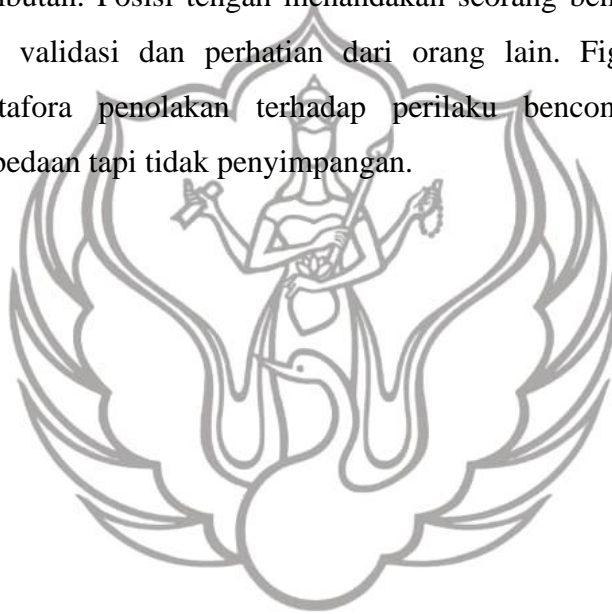 ibutan. Posisi tengah menandakan seorang ben
validasi dan perhatian dari orang lain. Fig
tafora penolakan terhadap perilaku bencon
bedaan tapi tidak penyimpangan.